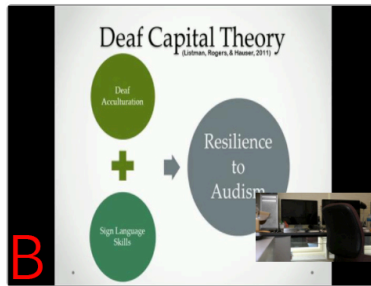 Deaf Capital Theory
(Listman, Rogers, & Hauser, 2011)
Deaf
Acculturation
Resilience
to
Audism
Sign Language
Skills
B